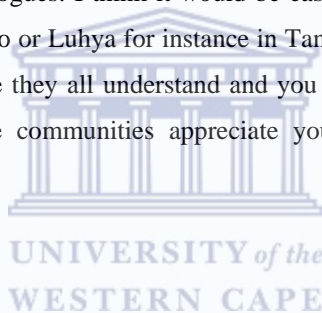 ogues. I think it would be eas
o or Luhya for instance in Tan
e they all understand and you
e communities appreciate you
UNIVERSITY of the
WESTERN CAPE